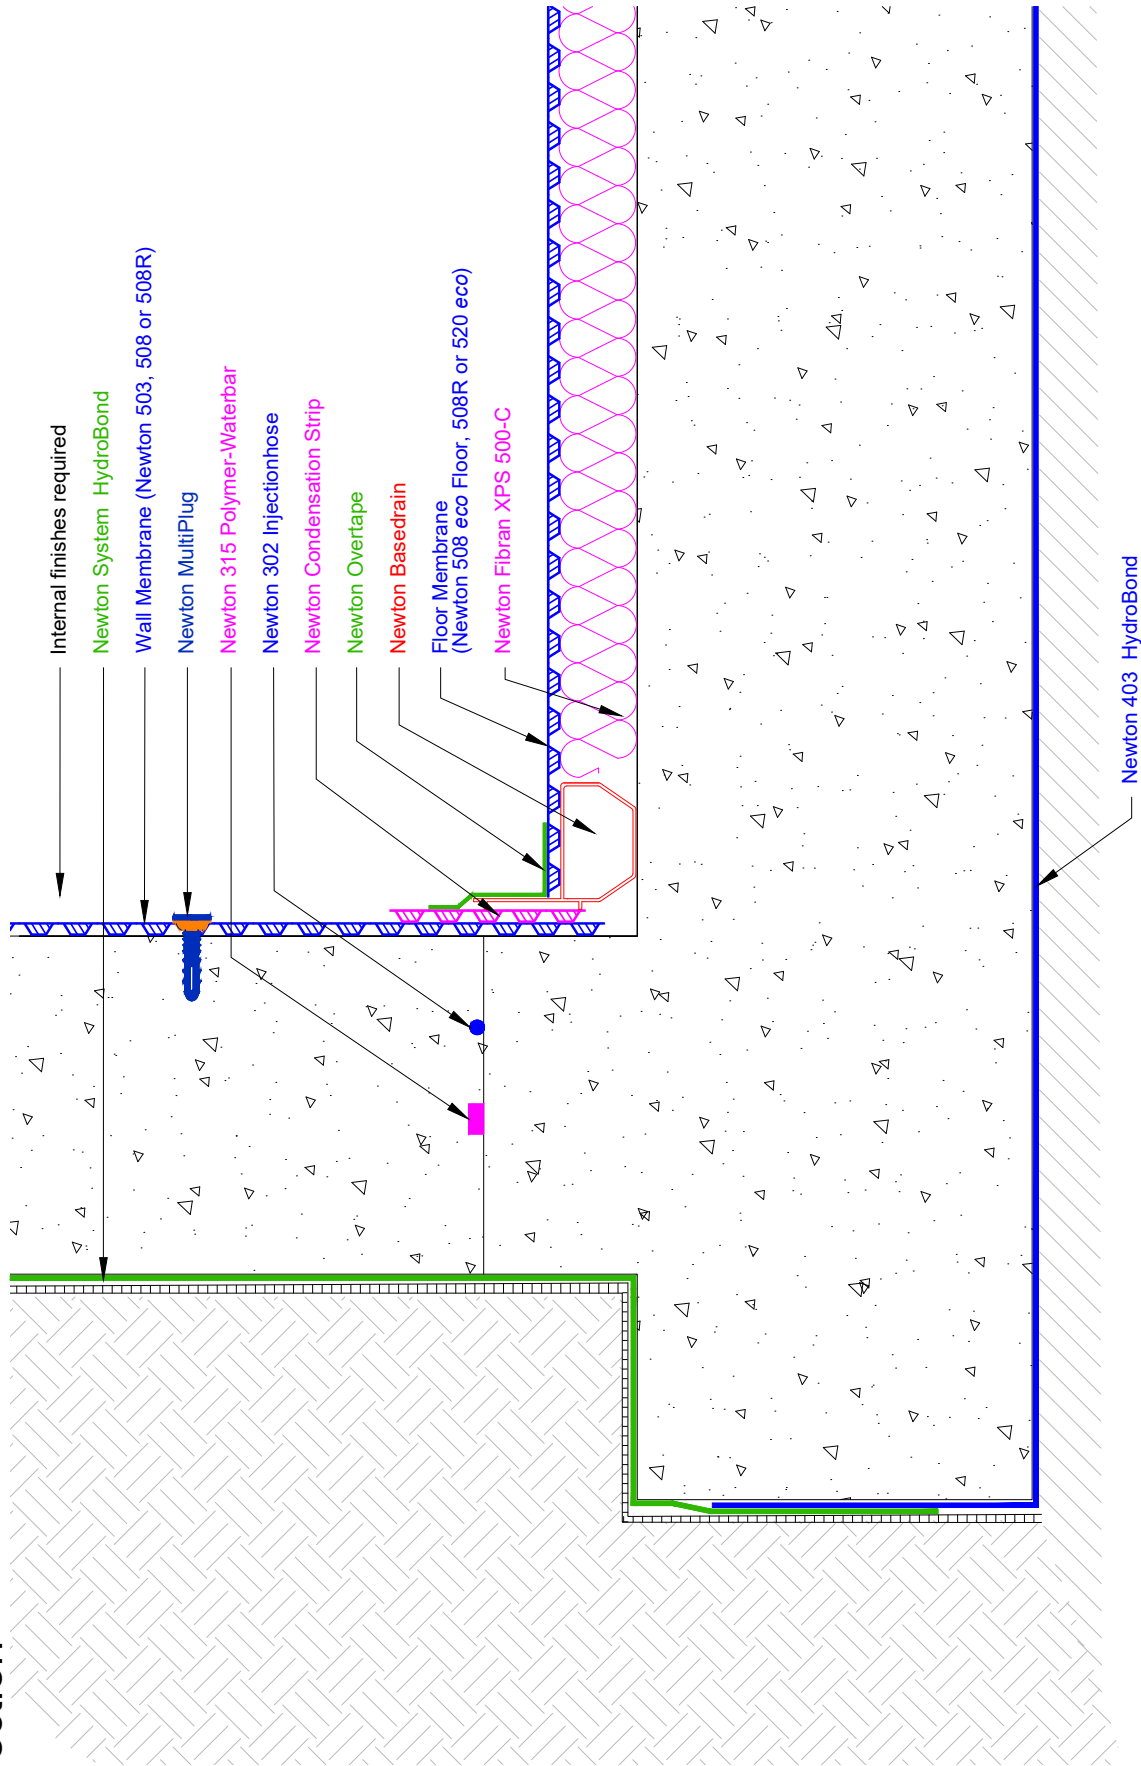 Internal finishes required
Newton System HydroBond
Wall Membrane (Newton 503, 508 or 508R)
Newton MultiPlug
Newton 315 Polymer-Waterbar
Newton 302 Injectionhose
Newton Condensation Strip
Newton Overtape
Newton Basedrain
Floor Membrane
(Newton 508 eco Floor, 508R or 520 eco)
Newton Fibran XPS 500-C
Newton 403 HydroBond